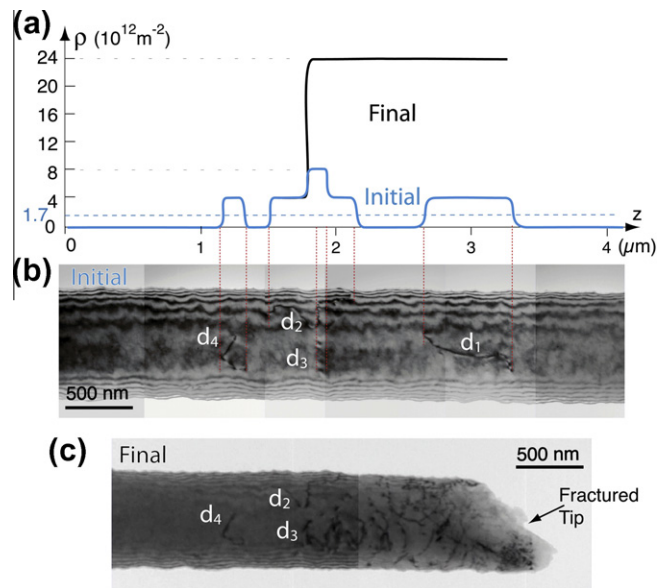 (a)
ρ (10¹²m⁻²)
24
20
16
12
8
4
1.7
0
Final
Initial
z
0
1
2
3
4
(μm)
(b)
Initial
d₄
d₂
d₃
d₁
500 nm
(c)
Final
500 nm
d₂
d₄
d₃
Fractured
Tip